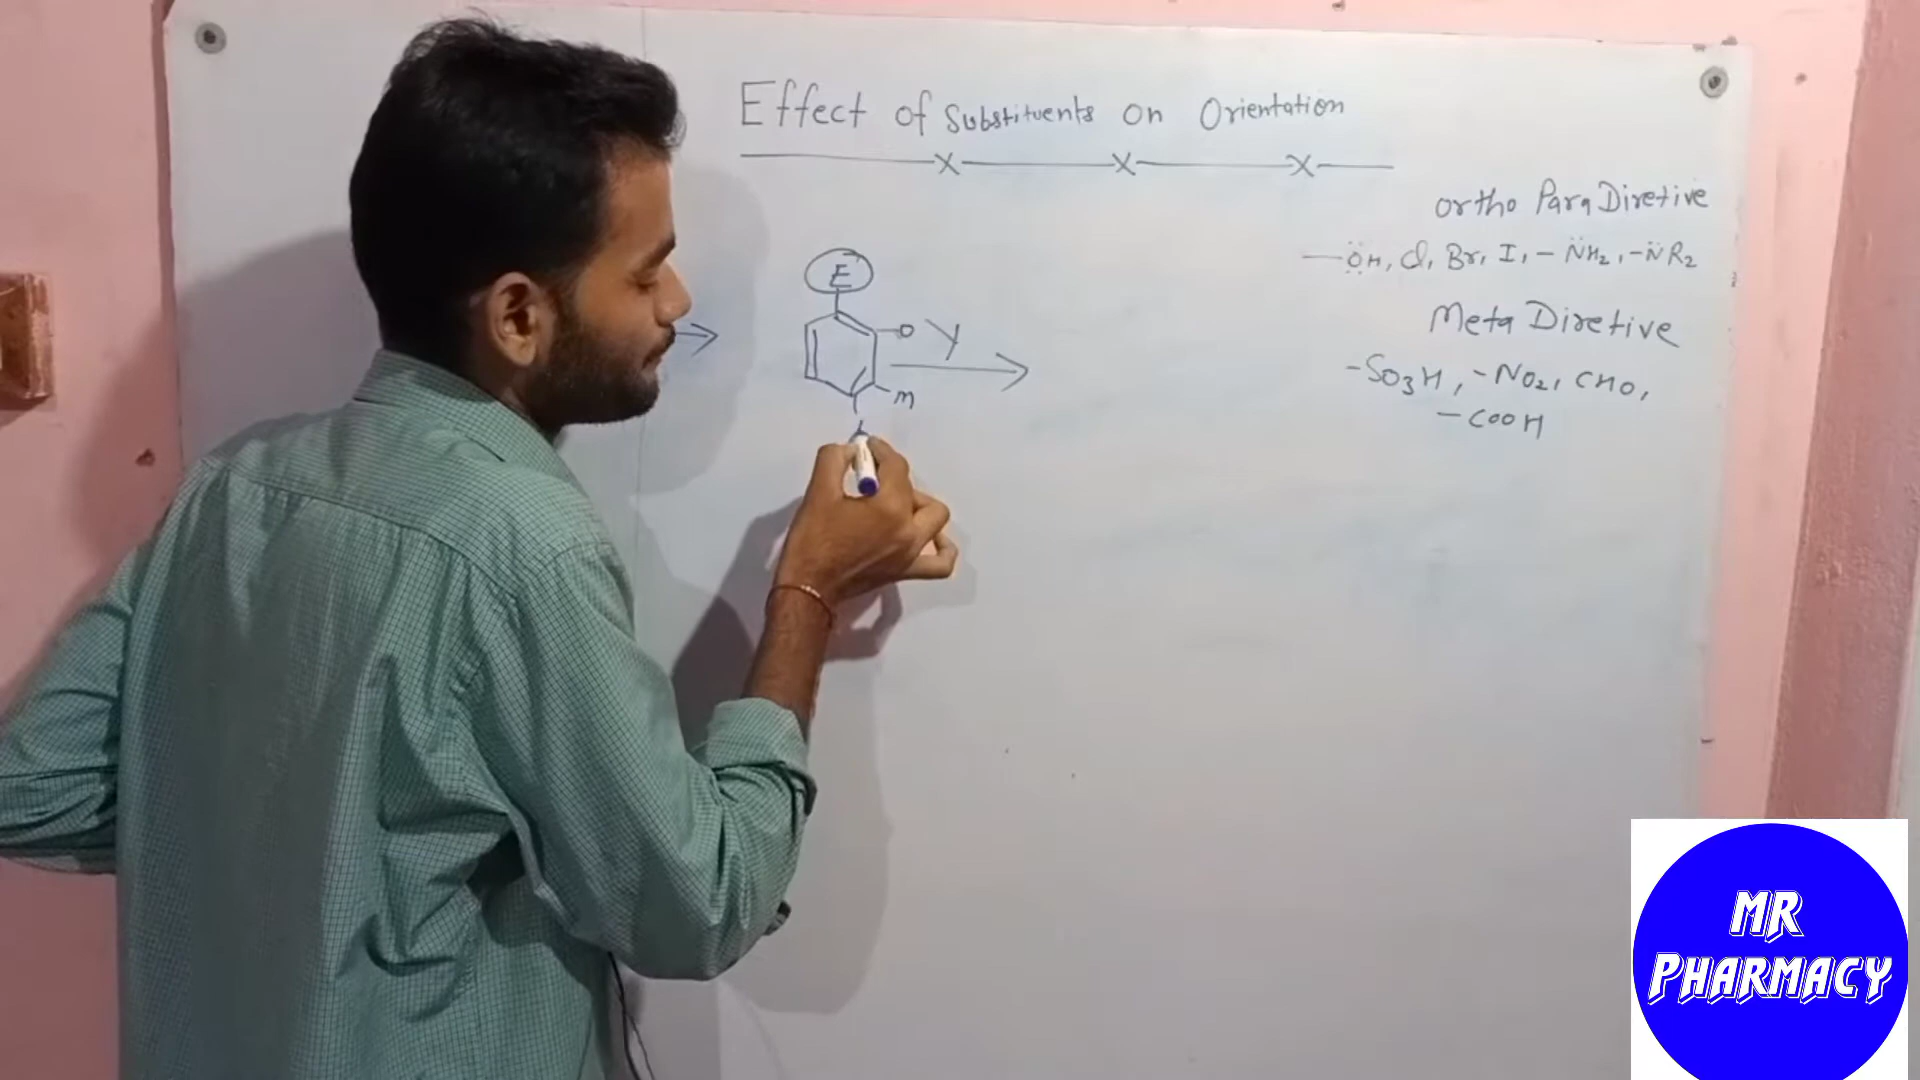 Effect of Substituents on Orientation
x x x
Ortho Para Diretive
-OH, Cl, Br, I, -NH2, -NR2
Meta Diretive
-SO3H, -NO2, CHO,
-COOH
E
o y
m
MR
PHARMACY